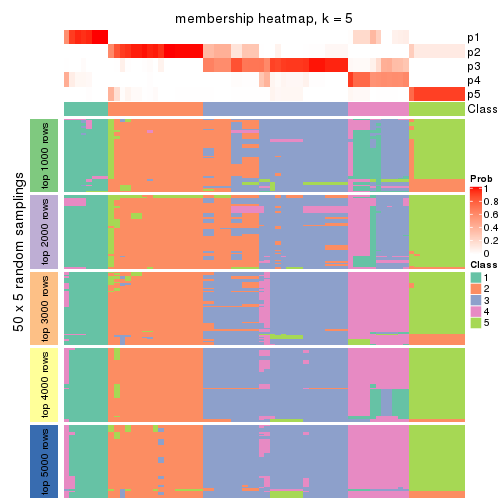 membership heatmap, k = 5
p1
p2
p3
p4
p5
Class
50 x 5 random samplings
top 1000 rows
top 2000 rows
top 3000 rows
top 4000 rows
top 5000 rows
Prob
1
0.8
0.6
0.4
0.2
0
Class
1
2
3
4
5